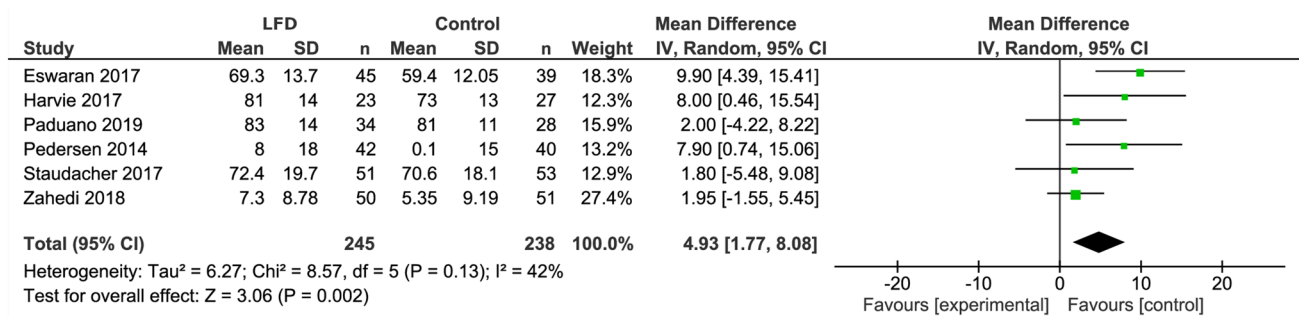 LFD Control Mean Difference Mean Difference
Study Mean SD n Mean SD n Weight IV, Random, 95% CI IV, Random, 95% CI
Eswaran 2017 69.3 13.7 45 59.4 12.05 39 18.3% 9.90 [4.39, 15.41]
Harvie 2017 81 14 23 73 13 27 12.3% 8.00 [0.46, 15.54]
Paduano 2019 83 14 34 81 11 28 15.9% 2.00 [-4.22, 8.22]
Pedersen 2014 8 18 42 0.1 15 40 13.2% 7.90 [0.74, 15.06]
Staudacher 2017 72.4 19.7 51 70.6 18.1 53 12.9% 1.80 [-5.48, 9.08]
Zahedi 2018 7.3 8.78 50 5.35 9.19 51 27.4% 1.95 [-1.55, 5.45]
Total (95% CI) 245 238 100.0% 4.93 [1.77, 8.08]
Heterogeneity: Tau² = 6.27; Chi² = 8.57, df = 5 (P = 0.13); I² = 42%
Test for overall effect: Z = 3.06 (P = 0.002)
-20 -10 0 10 20
Favours [experimental] Favours [control]